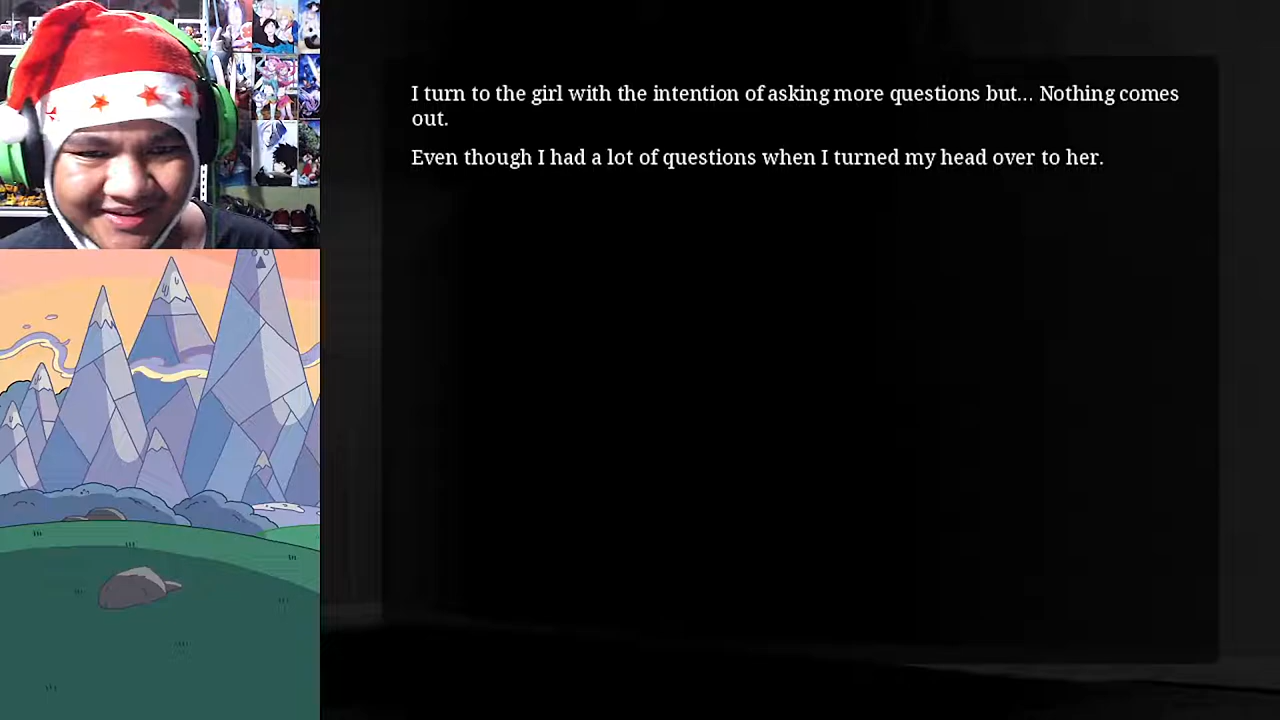 I turn to the girl with the intention of asking more questions but... Nothing comes
out.
Even though I had a lot of questions when I turned my head over to her.